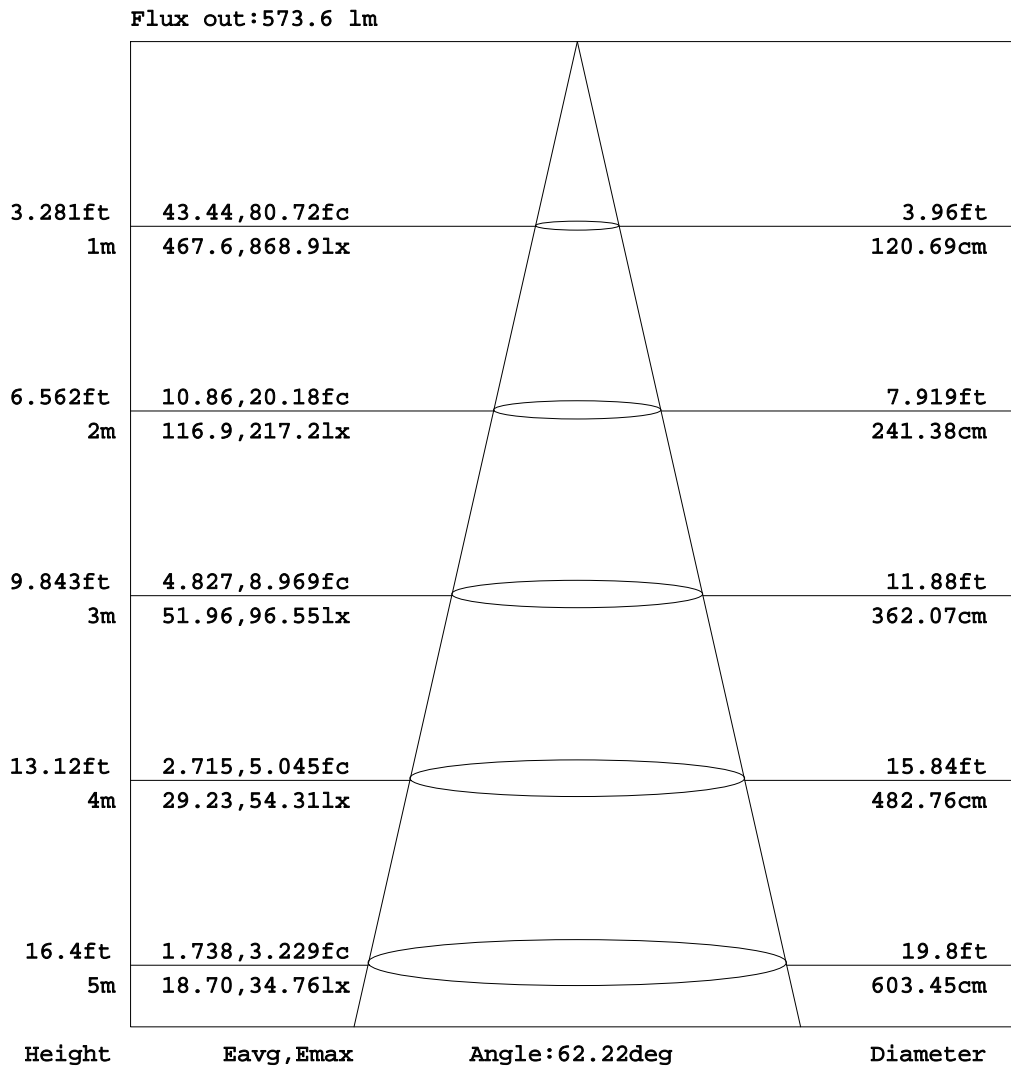 Flux out:573.6 lm
3.281ft 43.44,80.72fc 3.96ft
1m 467.6,868.9lx 120.69cm
6.562ft 10.86,20.18fc 7.919ft
2m 116.9,217.2lx 241.38cm
9.843ft 4.827,8.969fc 11.88ft
3m 51.96,96.55lx 362.07cm
13.12ft 2.715,5.045fc 15.84ft
4m 29.23,54.31lx 482.76cm
16.4ft 1.738,3.229fc 19.8ft
5m 18.70,34.76lx 603.45cm
Height Eavg,Emax Angle:62.22deg Diameter